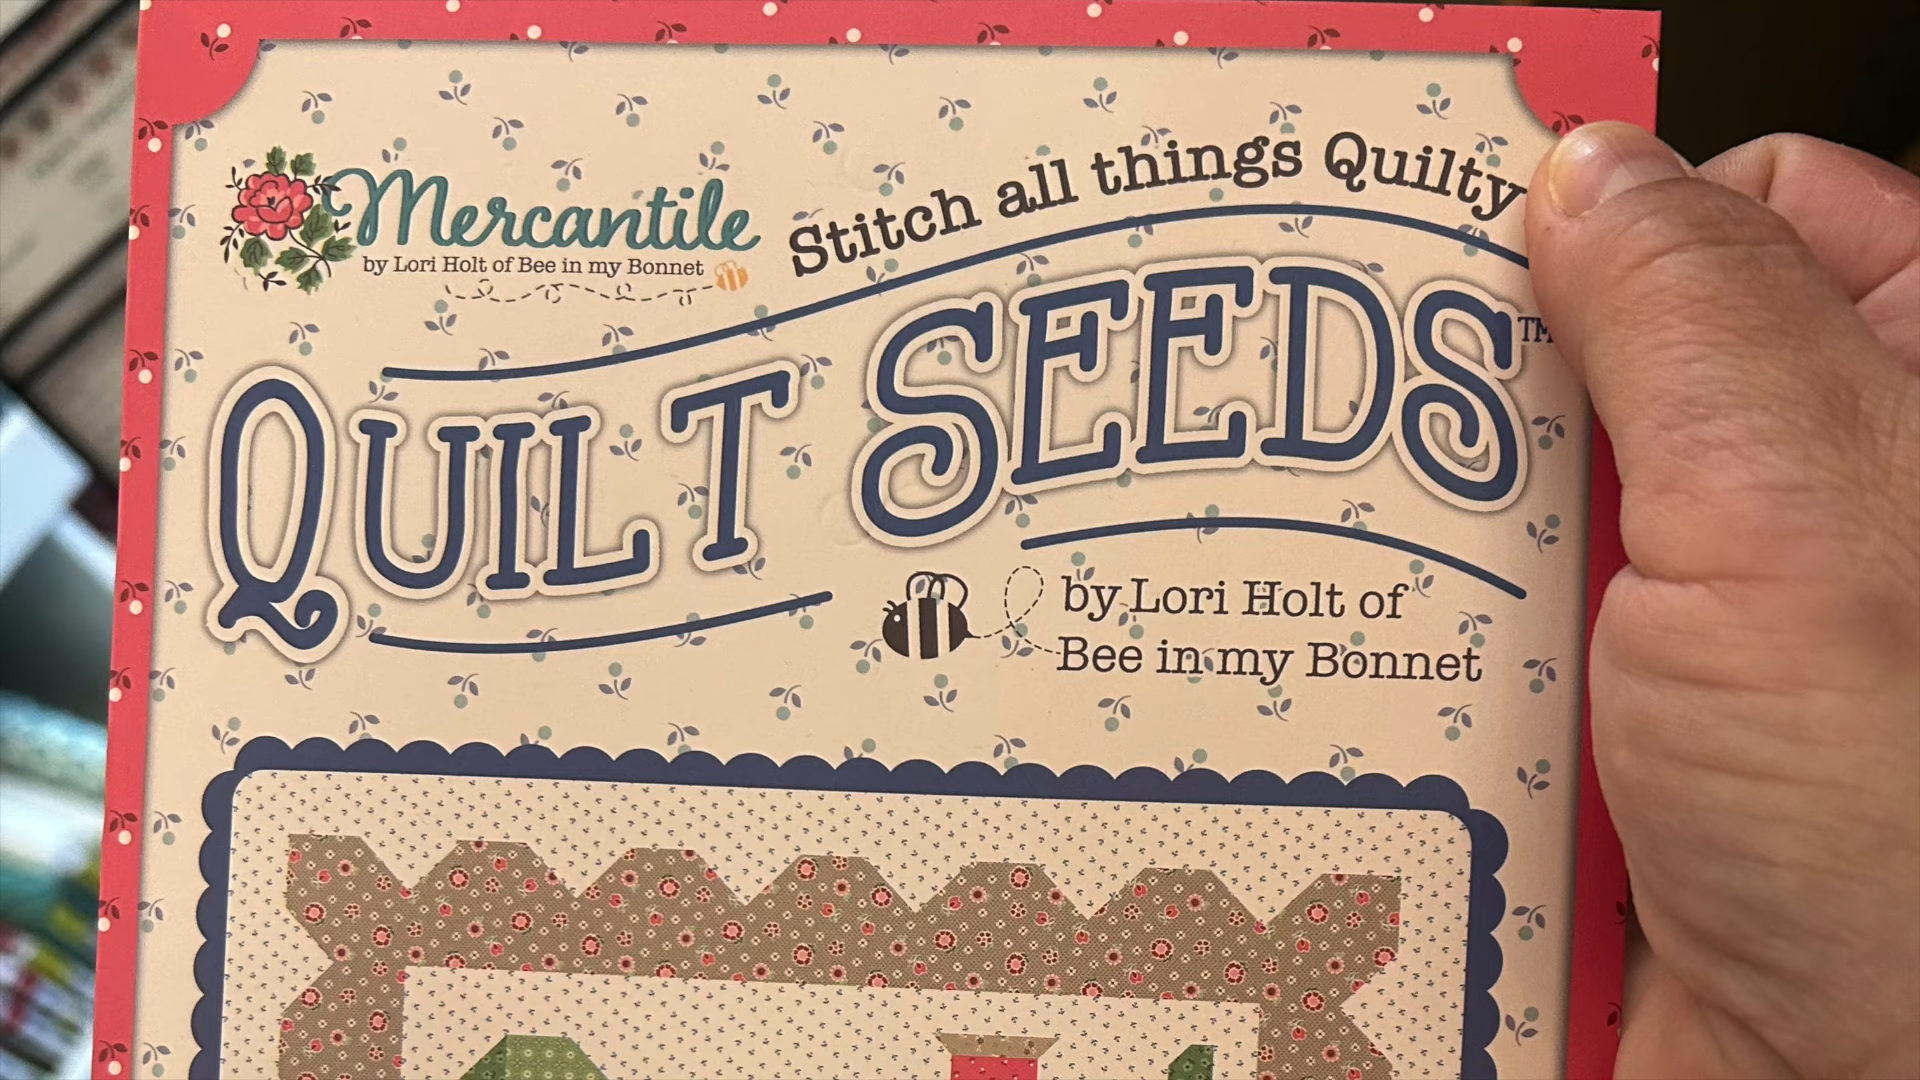 Mercantile
by Lori Holt of Bee in my Bonnet
Stitch all things Quilty
QUILT SEEDS™
by Lori Holt of
Bee in my Bonnet